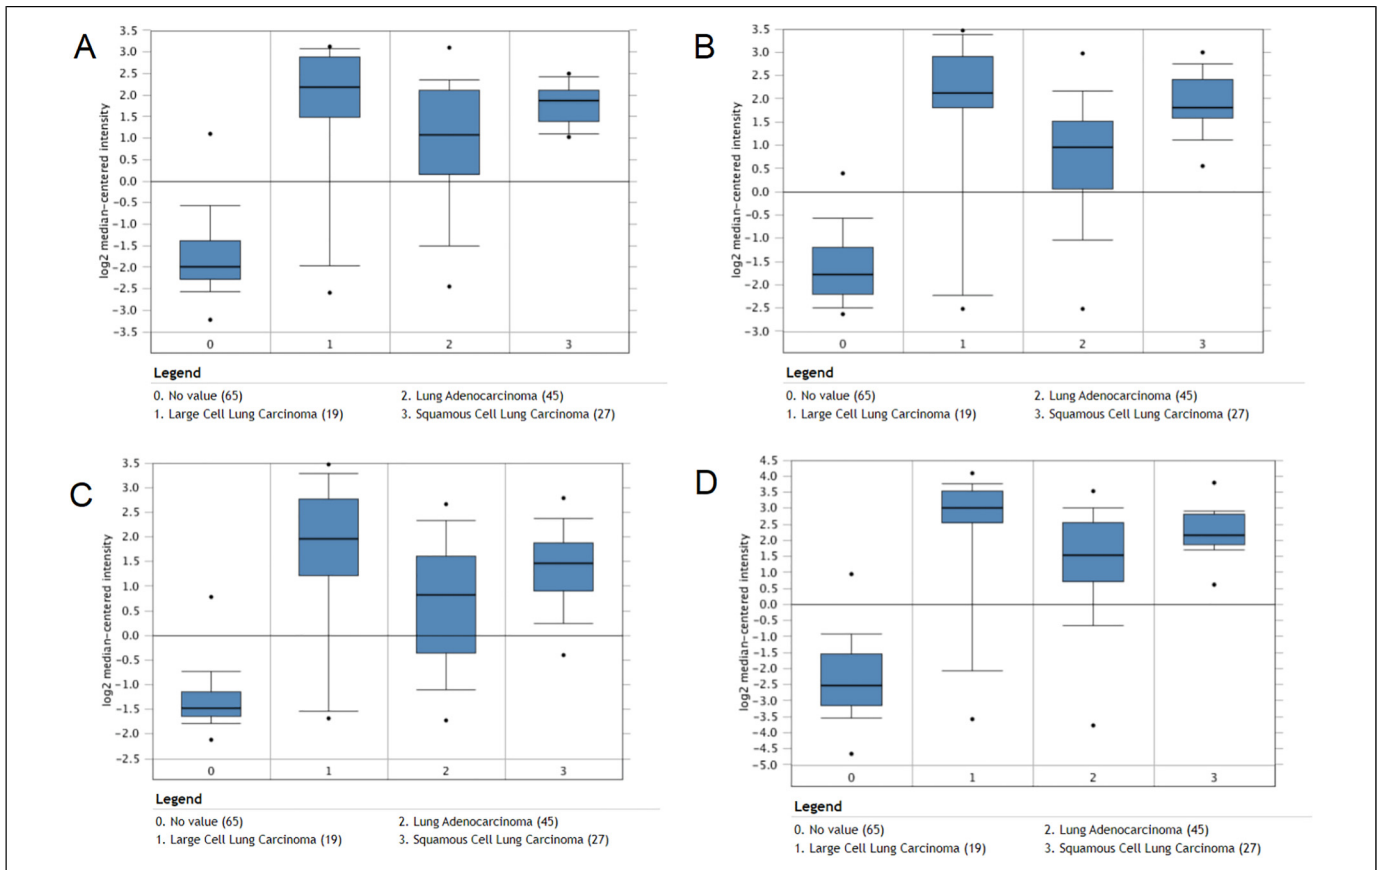 A
log2 median-centered intensity
3.5
3.0
2.5
2.0
1.5
1.0
0.5
0.0
-0.5
-1.0
-1.5
-2.0
-2.5
-3.0
-3.5
0 1 2 3
Legend
0. No value (65) 2. Lung Adenocarcinoma (45)
1. Large Cell Lung Carcinoma (19) 3. Squamous Cell Lung Carcinoma (27)
B
log2 median-centered intensity
3.5
3.0
2.5
2.0
1.5
1.0
0.5
0.0
-0.5
-1.0
-1.5
-2.0
-2.5
-3.0
0 1 2 3
Legend
0. No value (65) 2. Lung Adenocarcinoma (45)
1. Large Cell Lung Carcinoma (19) 3. Squamous Cell Lung Carcinoma (27)
C
log2 median-centered intensity
3.5
3.0
2.5
2.0
1.5
1.0
0.5
0.0
-0.5
-1.0
-1.5
-2.0
-2.5
0 1 2 3
Legend
0. No value (65) 2. Lung Adenocarcinoma (45)
1. Large Cell Lung Carcinoma (19) 3. Squamous Cell Lung Carcinoma (27)
D
log2 median-centered intensity
4.5
4.0
3.5
3.0
2.5
2.0
1.5
1.0
0.5
0.0
-0.5
-1.0
-1.5
-2.0
-2.5
-3.0
-3.5
-4.0
-4.5
-5.0
0 1 2 3
Legend
0. No value (65) 2. Lung Adenocarcinoma (45)
1. Large Cell Lung Carcinoma (19) 3. Squamous Cell Lung Carcinoma (27)